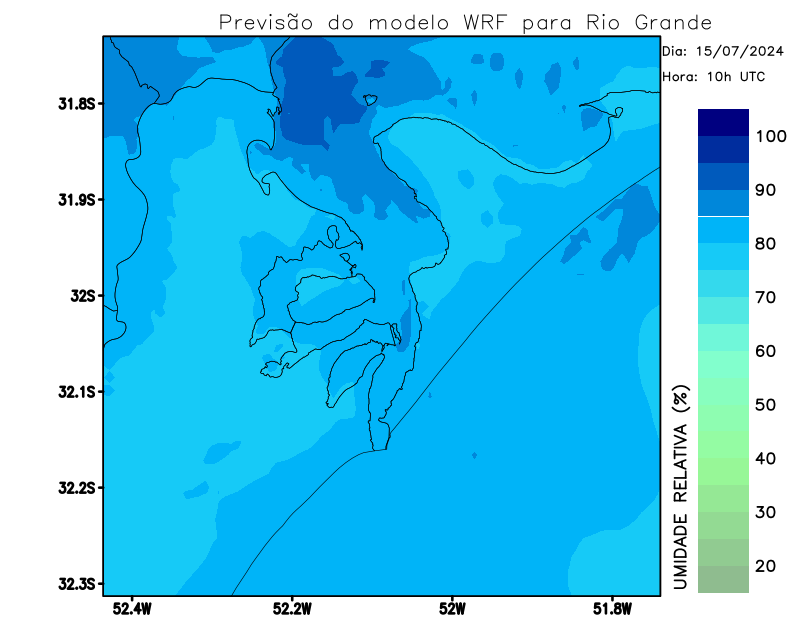 Previsão do modelo WRF para Rio Grande
Dia: 15/07/2024
Hora: 10h UTC
31.8S
31.9S
32S
32.1S
32.2S
32.3S
52.4W
52.2W
52W
51.8W
UMIDADE RELATIVA (%)
100
90
80
70
60
50
40
30
20